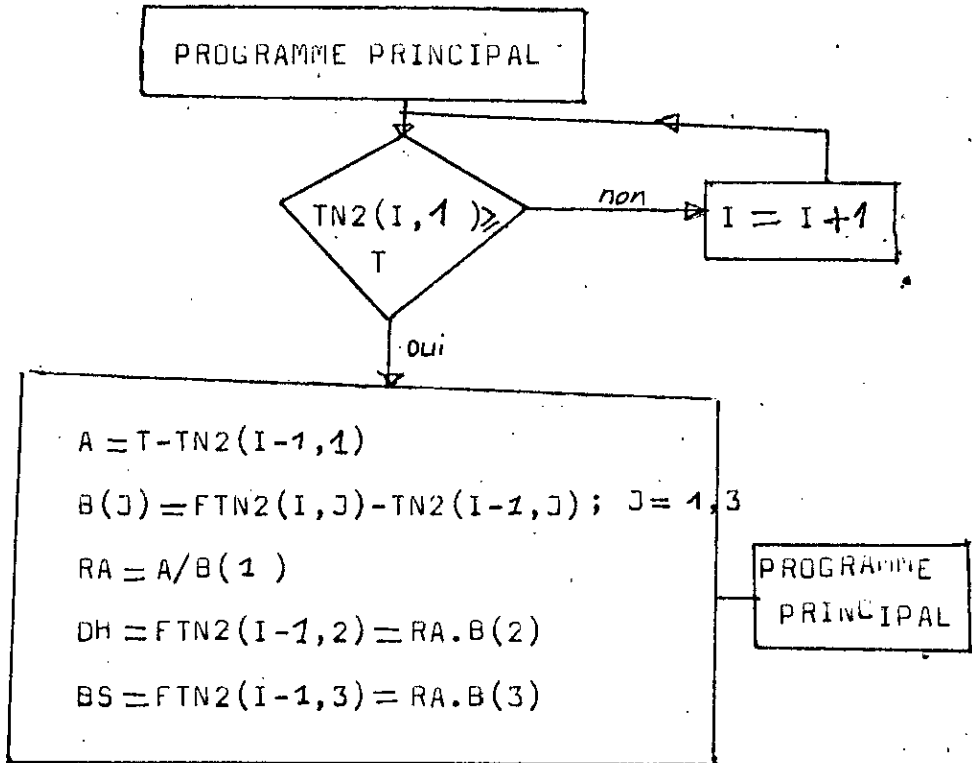 PROGRAMME PRINCIPAL
TN2(I,1)≥
T
non
I = I+1
oui
A = T-TN2(I-1,1)
B(J) = FTN2(I,J)-TN2(I-1,J); J= 1,3
RA = A/B(1)
DH = FTN2(I-1,2) = RA.B(2)
BS = FTN2(I-1,3) = RA.B(3)
PROGRAMME
PRINCIPAL